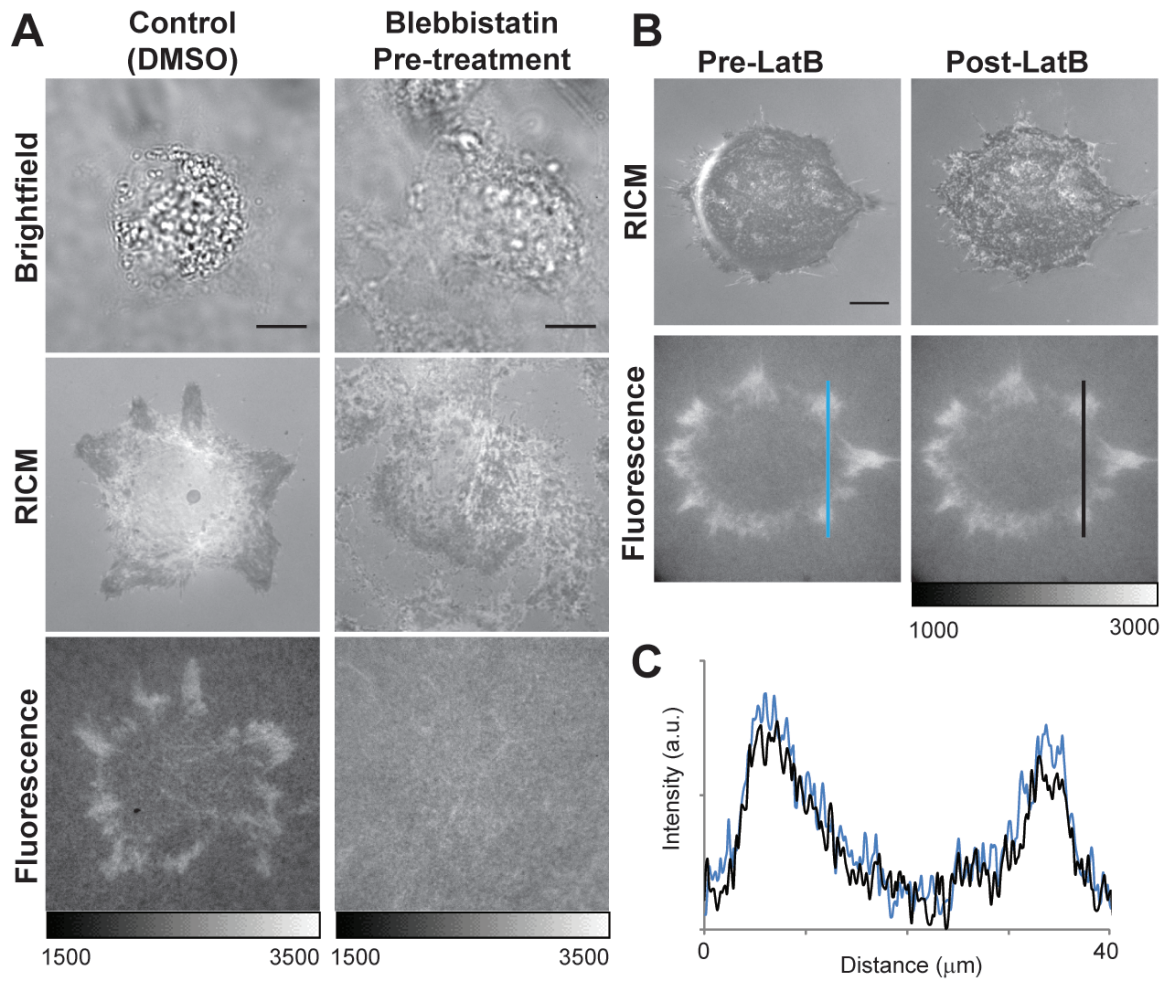 A
Control
(DMSO)
Blebbistatin
Pre-treatment
Brightfield
RICM
Fluorescence
1500
3500
1500
3500
B
Pre-LatB
Post-LatB
RICM
Fluorescence
1000
3000
C
Intensity (a.u.)
0
40
Distance (μm)